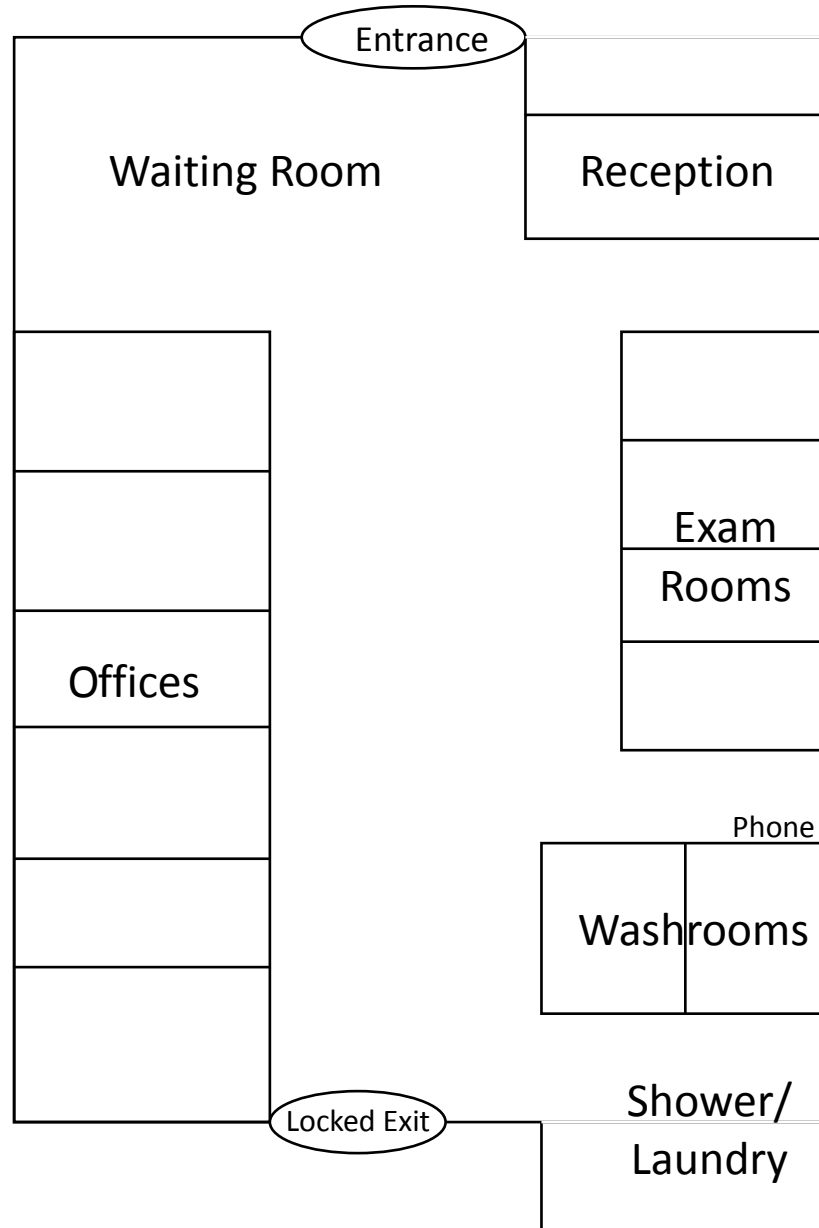 Entrance
Waiting Room
Reception
Exam
Rooms
Offices
Phone
Washrooms
Locked Exit
Shower/
Laundry